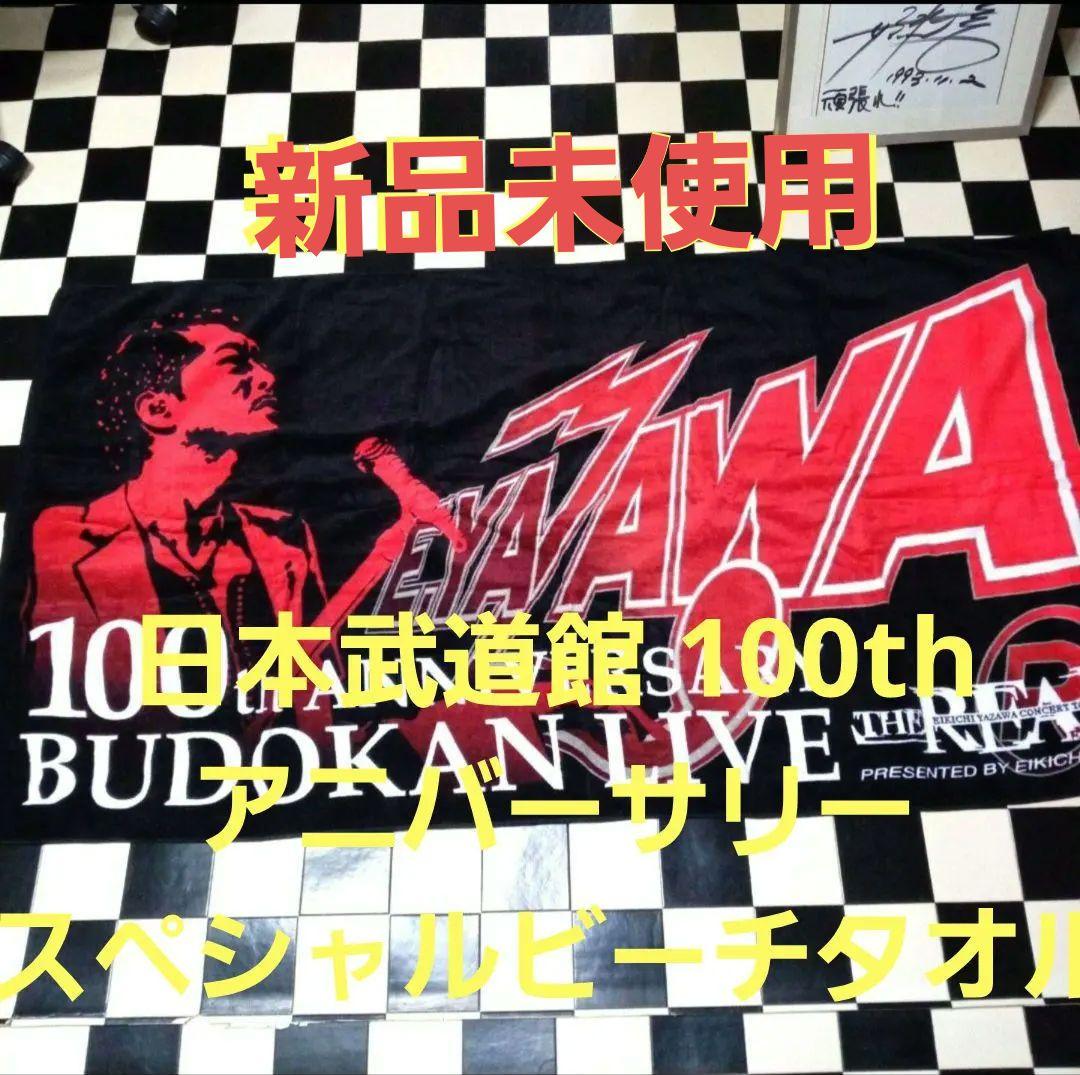 1993.11.2
頑張れ!!
新品未使用
E.YAZAWA
日本武道館 100th
100th ANNIVERSARY
BUDOKAN LIVE
THE REA
EIKICHI YAZAWA CONCERT TO
PRESENTED BY EIKICH
アニバーサリー
スペシャルビーチタオル